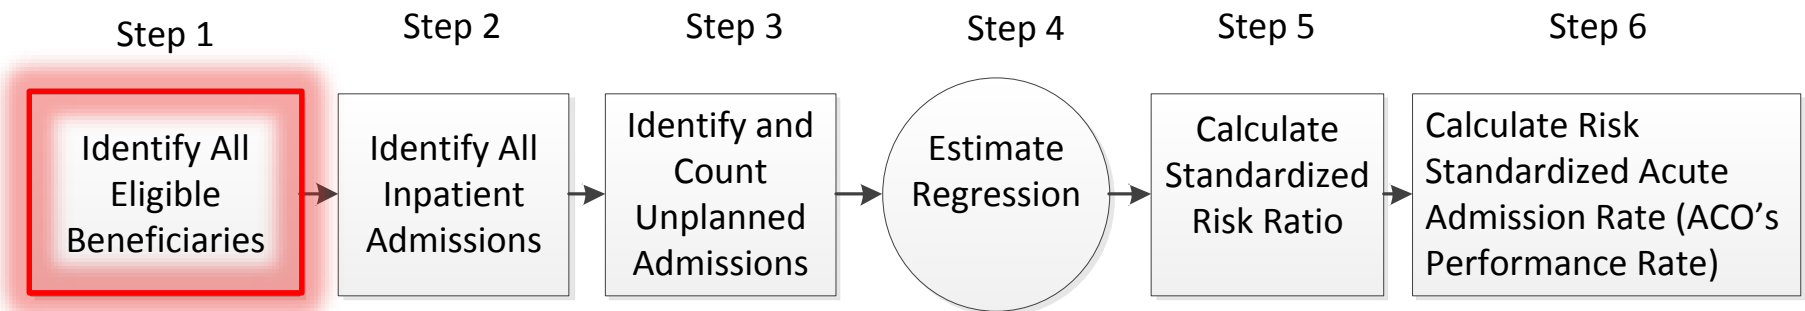 Step 1
Step 2
Step 3
Step 4
Step 5
Step 6
Identify All
Eligible
Beneficiaries
Identify All
Inpatient
Admissions
Identify and
Count
Unplanned
Admissions
Estimate
Regression
Calculate
Standardized
Risk Ratio
Calculate Risk
Standardized Acute
Admission Rate (ACO’s
Performance Rate)